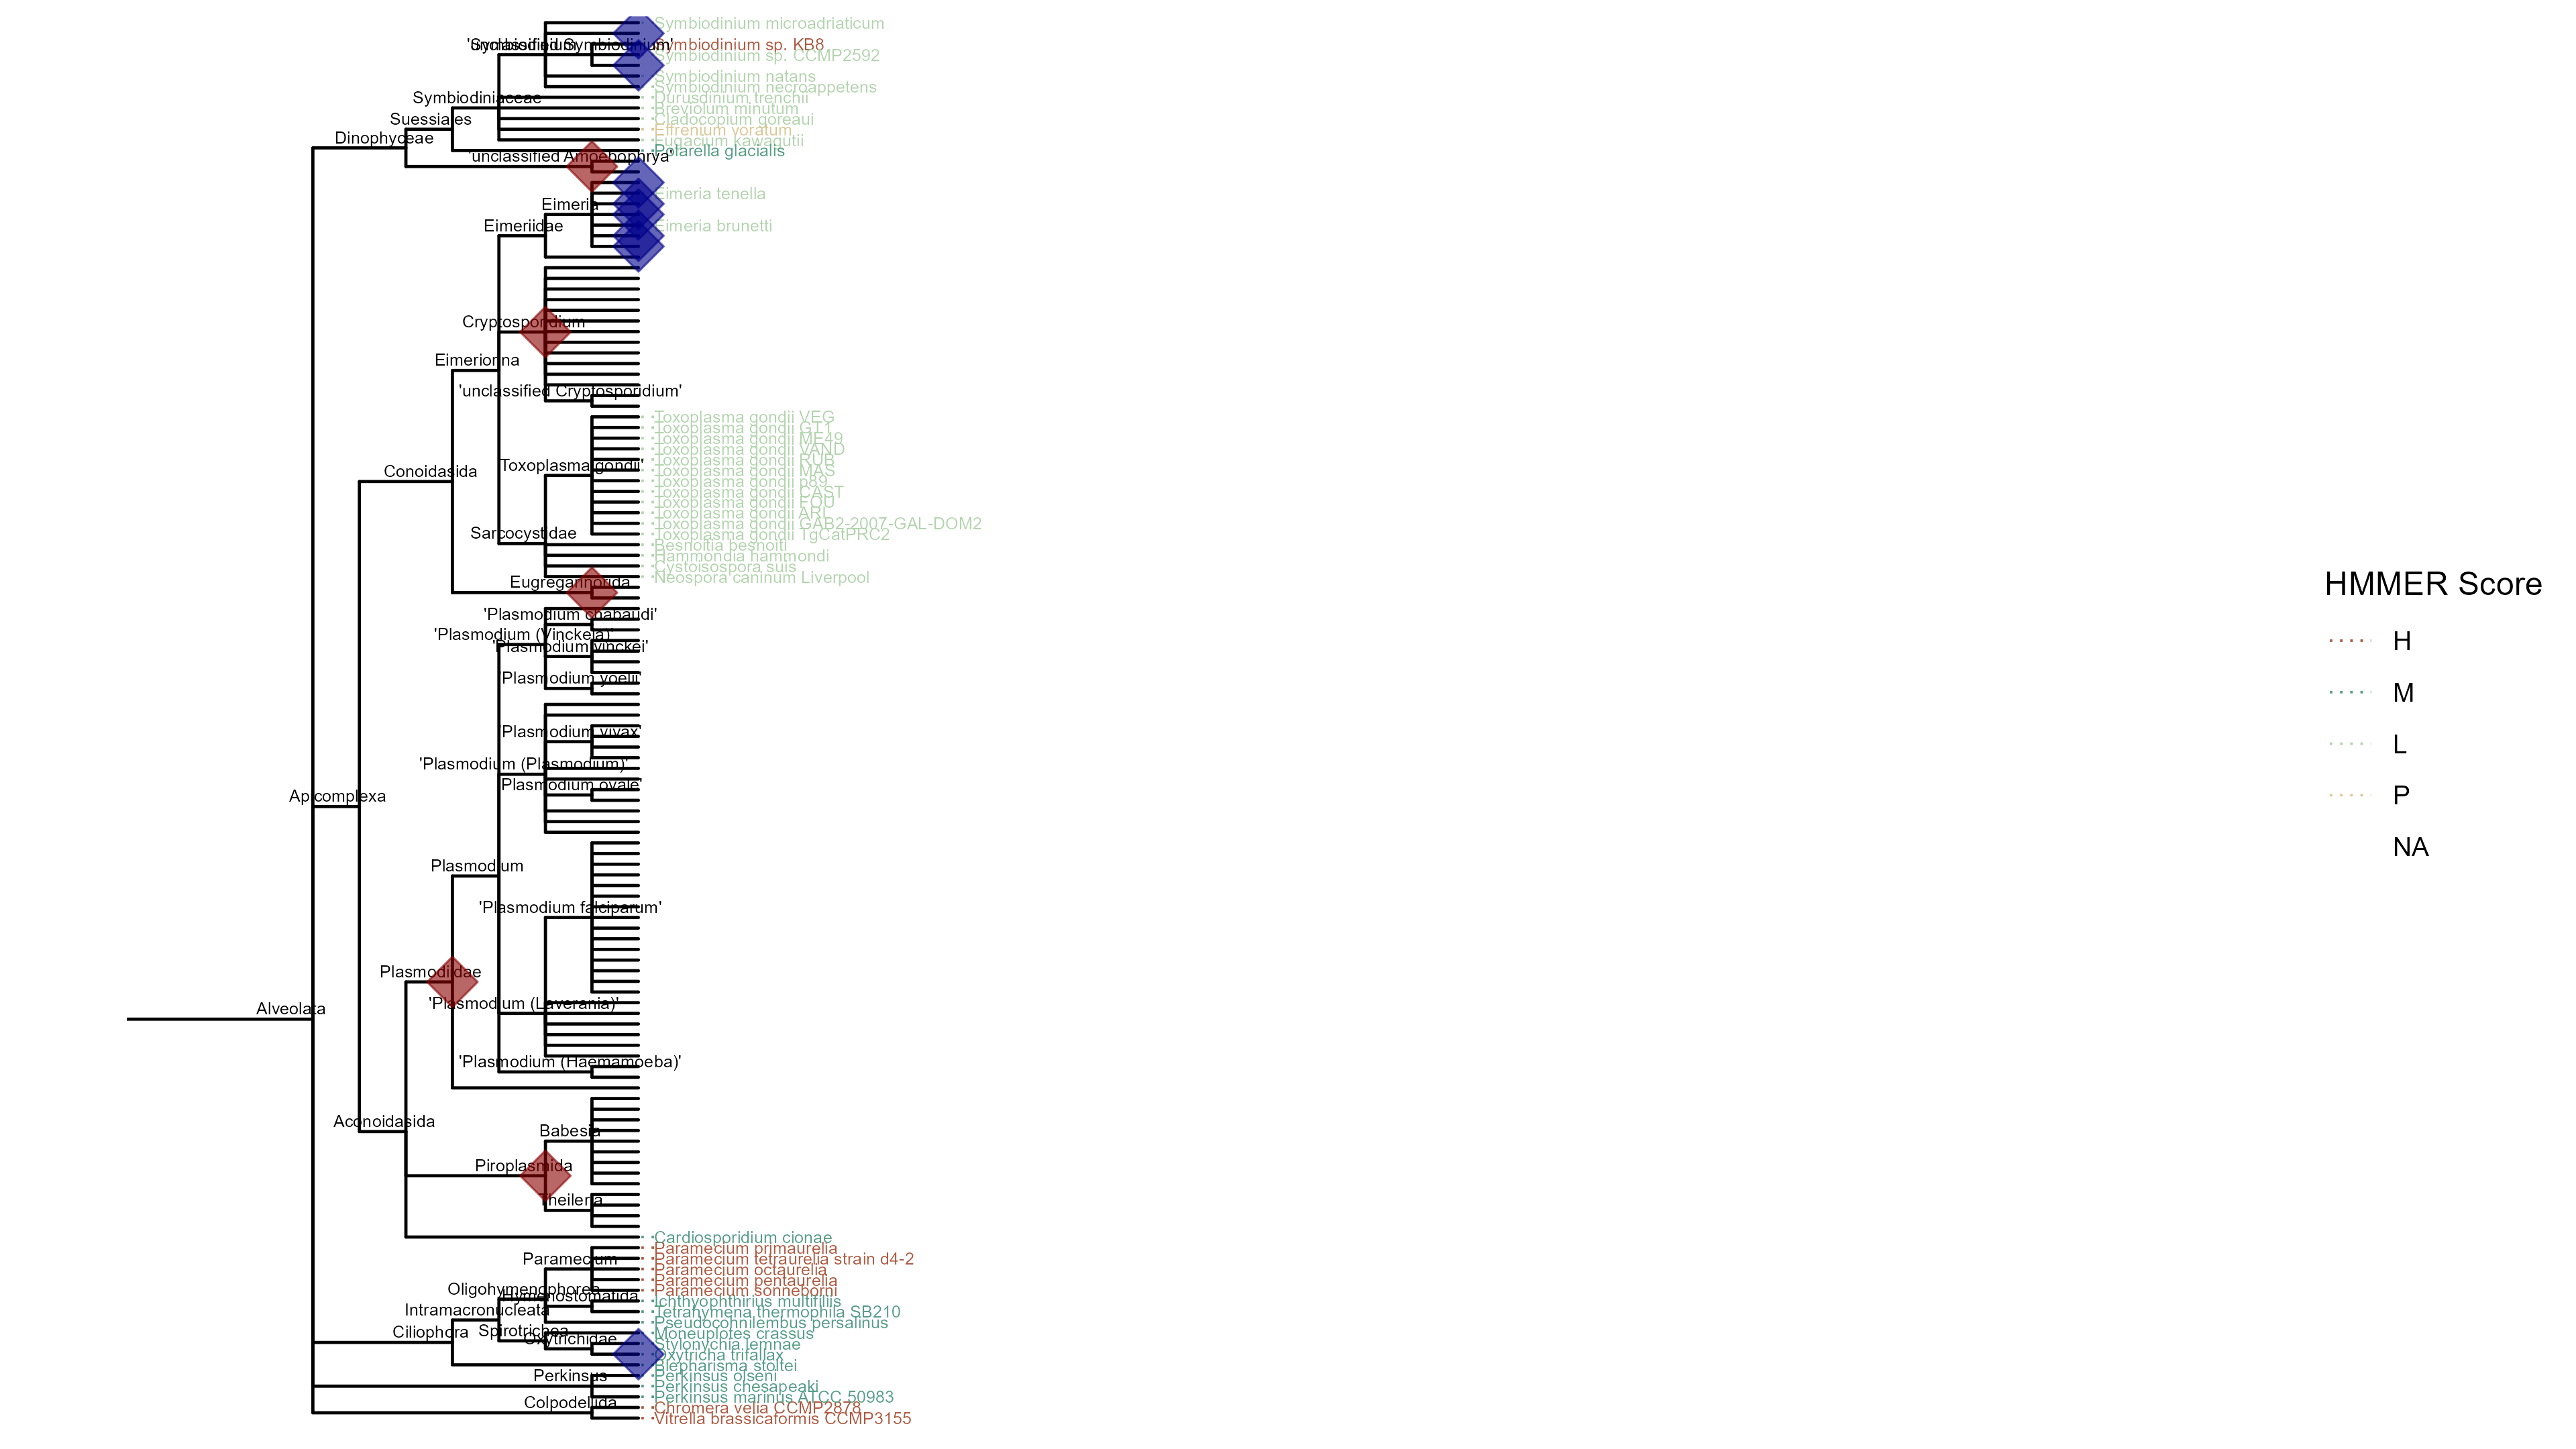 Symbiodinium microadriaticum
'unclassified Symbiodinium'
Symbiodinium
Symbiodinium sp. KB8
Symbiodinium sp. CCMP2592
Symbiodinium natans
Symbiodinium necroappetens
Symbiodiniaceae
Durusdinium trenchii
Breviolum minutum
Suessiales
Cladocopium goreaui
Effrenium voratum
Dinophyceae
Fugacium kawagutii
Polarella glacialis
'unclassified Amoebophrya'
Eimeria tenella
Eimeria
Eimeriidae
Eimeria brunetti
Cryptosporidium
Eimeriorina
'unclassified Cryptosporidium'
Toxoplasma gondii VEG
Toxoplasma gondii GT1
Toxoplasma gondii ME49
Toxoplasma gondii VAND
Toxoplasma gondii RUB
'Toxoplasma gondii'
Conoidasida
Toxoplasma gondii MAS
Toxoplasma gondii p89
Toxoplasma gondii CAST
Toxoplasma gondii FOU
Toxoplasma gondii ARI
Toxoplasma gondii GAB2-2007-GAL-DOM2
Sarcocystidae
Toxoplasma gondii TgCatPRC2
Besnoitia besnoiti
Hammondia hammondi
Cystoisospora suis
Neospora caninum Liverpool
Eugregarinorida
'Plasmodium chabaudi'
'Plasmodium (Vinckeia)'
'Plasmodium vinckei'
'Plasmodium yoelii'
'Plasmodium vivax'
'Plasmodium (Plasmodium)'
'Plasmodium ovale'
Apicomplexa
Plasmodium
'Plasmodium falciparum'
Plasmodiidae
'Plasmodium (Laverania)'
Alveolata
'Plasmodium (Haemamoeba)'
Aconoidasida
Babesia
Piroplasmida
Theileria
Cardiosporidium cionae
Paramecium primaurelia
Paramecium
Paramecium tetraurelia strain d4-2
Paramecium octaurelia
Paramecium pentaurelia
Oligohymenophorea
Paramecium sonneborni
Hymenostomatida
Ichthyophthirius multifiliis
Intramacronucleata
Tetrahymena thermophila SB210
Pseudocohnilembus persalinus
Ciliophora
Spirotrichea
Moneuplotes crassus
Oxytrichidae
Stylonychia lemnae
Oxytricha trifallax
Blepharisma stoltei
Perkinsus
Perkinsus olseni
Perkinsus chesapeaki
Perkinsus marinus ATCC 50983
Colpodellida
Chromera velia CCMP2878
Vitrella brassicaformis CCMP3155
HMMER Score
H
M
L
P
NA